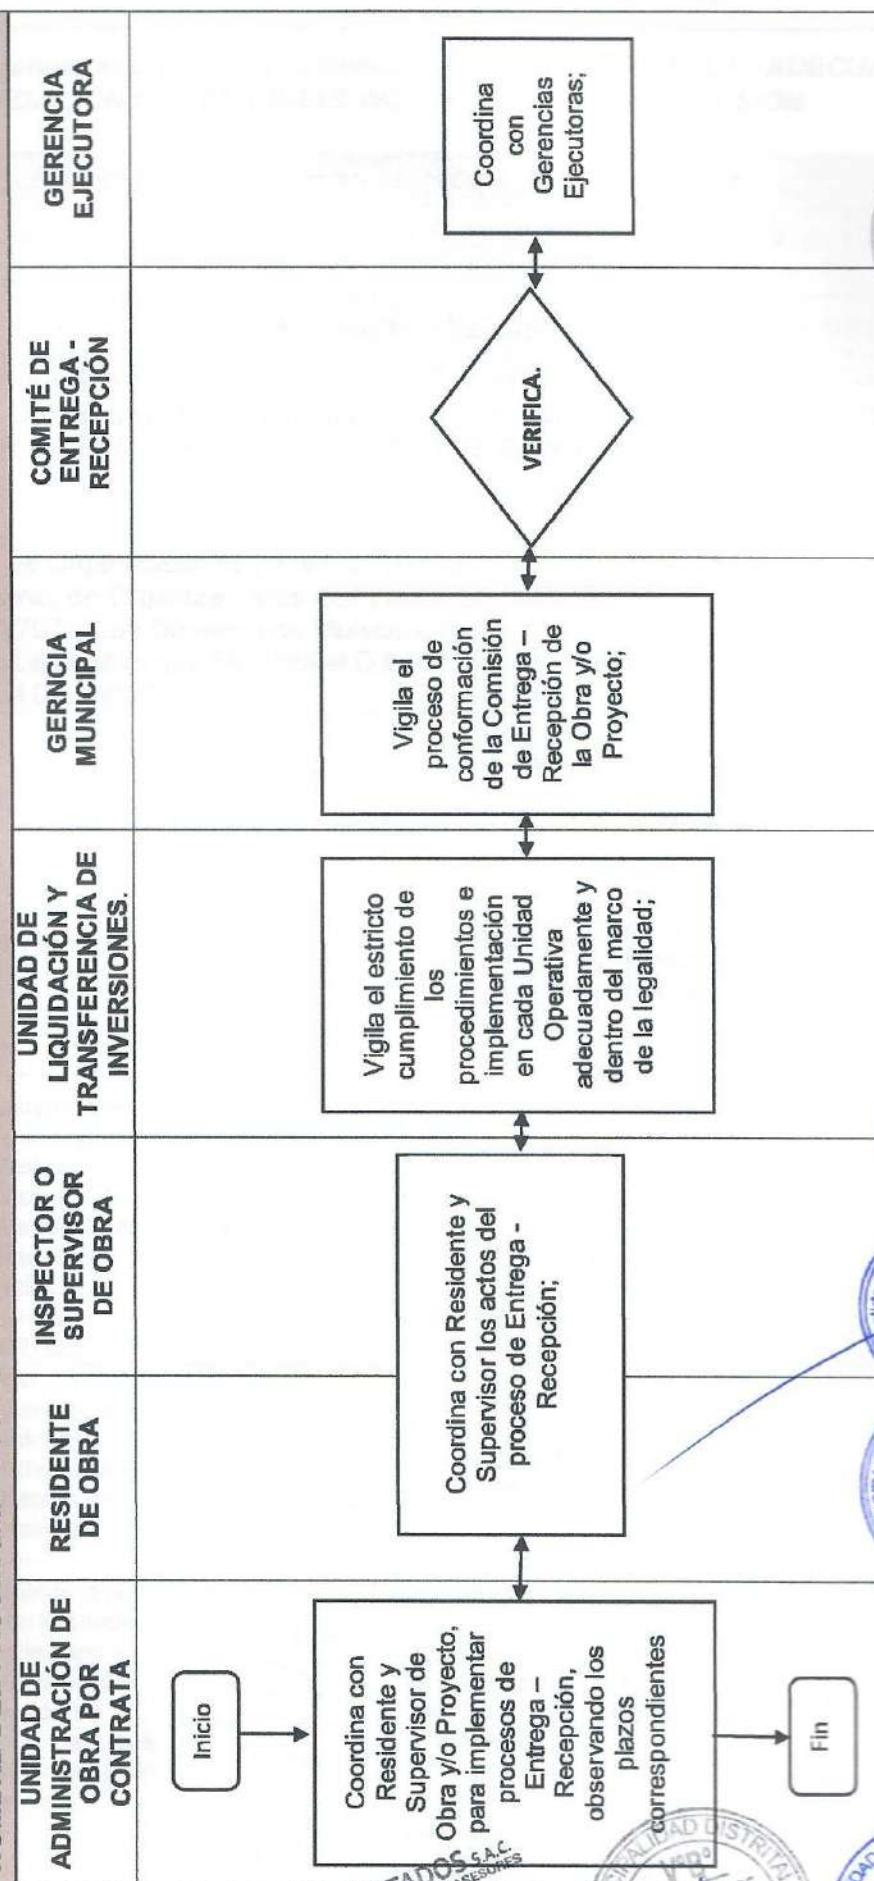 UNIDAD DE
ADMINISTRACIÓN DE
OBRA POR
CONTRATA
RESIDENTE
DE OBRA
INSPECTOR O
SUPERVISOR
DE OBRA
UNIDAD DE
LIQUIDACIÓN Y
TRANSFERENCIA DE
INVERSIONES.
GERNCIA
MUNICIPAL
COMITÉ DE
ENTREGA -
RECEPCIÓN
GERENCIA
EJECUTORA
Inicio
Coordina con
Residente y
Supervisor de
Obra y/o Proyecto,
para implementar
procesos de
Entrega –
Recepción,
observando los
plazos
correspondientes
Fin
Coordina con Residente y
Supervisor los actos del
proceso de Entrega -
Recepción;
Vigila el estricto
cumplimiento de
los
procedimientos e
implementación
en cada Unidad
Operativa
adecuadamente y
dentro del marco
de la legalidad;
Vigila el
proceso de
conformación
de la Comisión
de Entrega –
Recepción de
la Obra y/o
Proyecto;
VERIFICA.
Coordina
con
Gerencias
Ejecutoras;
S.A.C.
ASESORES
DISTRITAL
V°B°